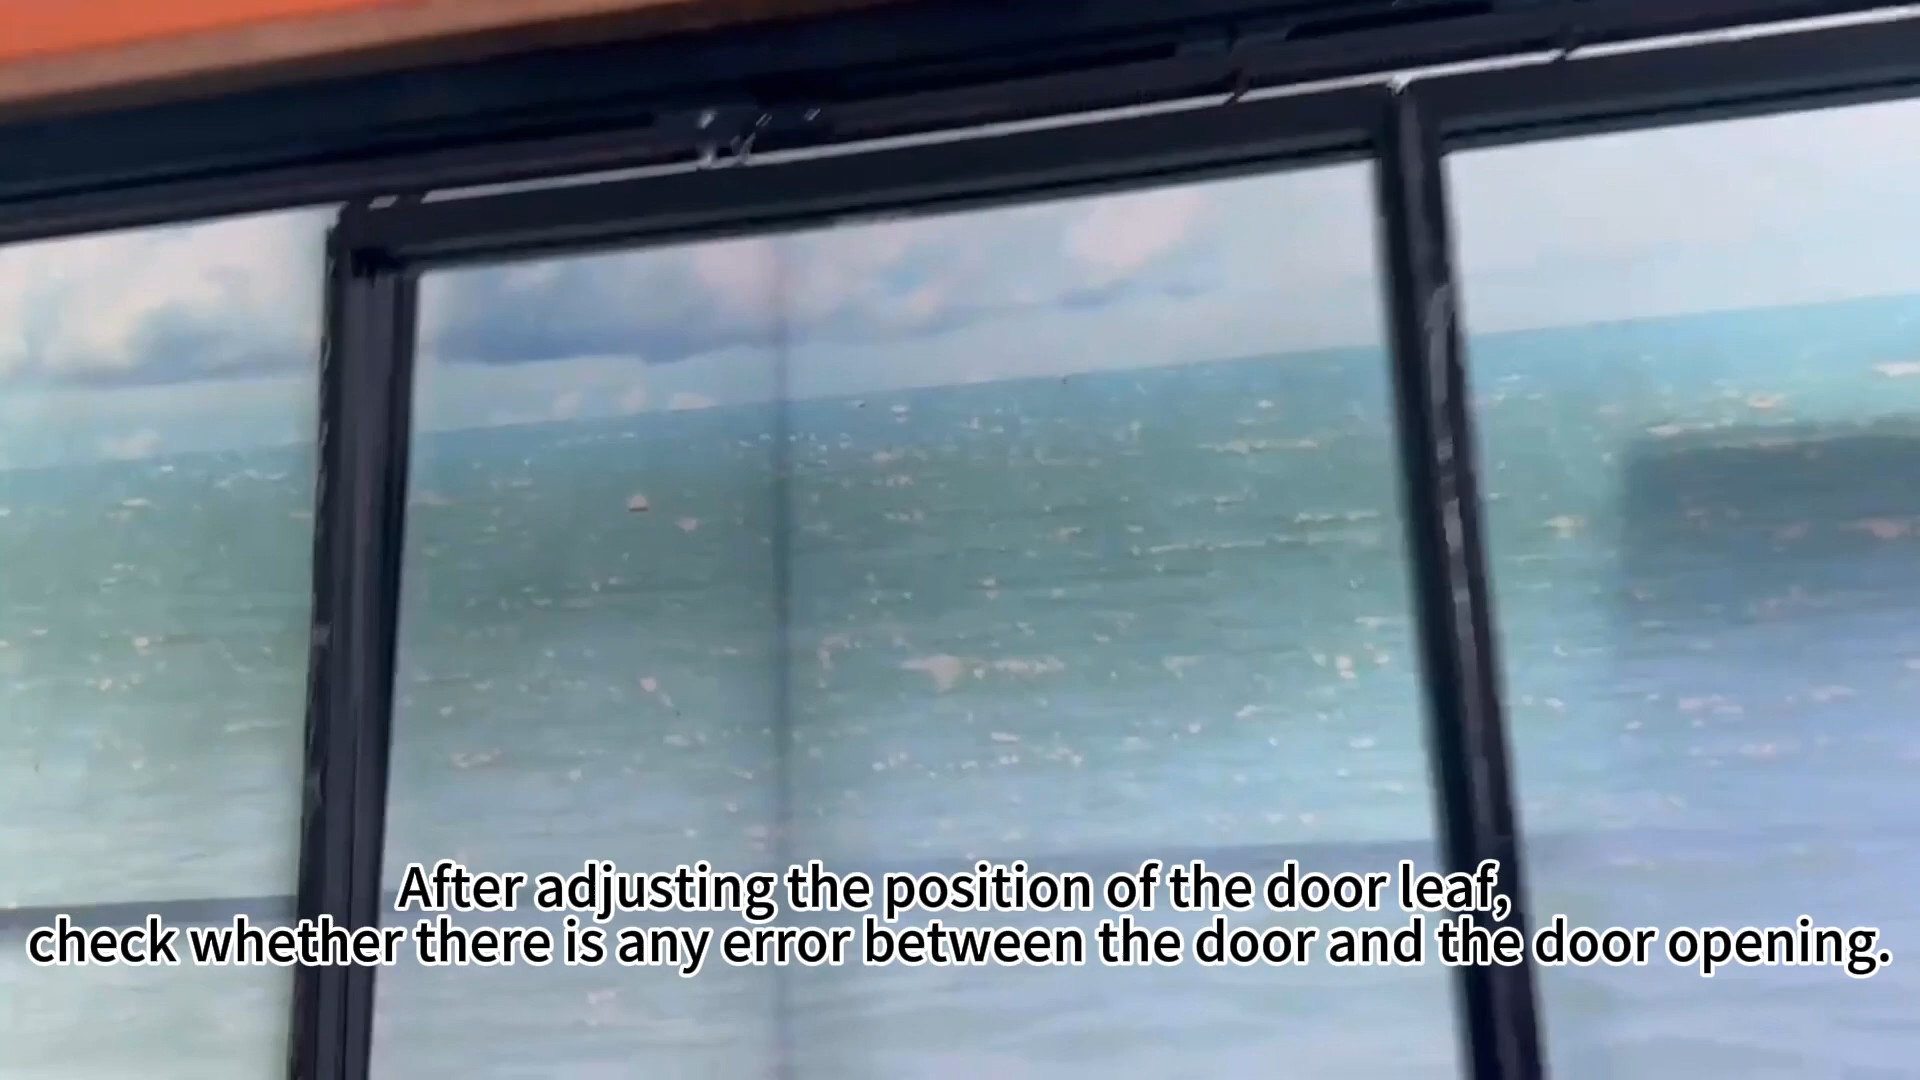 After adjusting the position of the door leaf,
check whether there is any error between the door and the door opening.